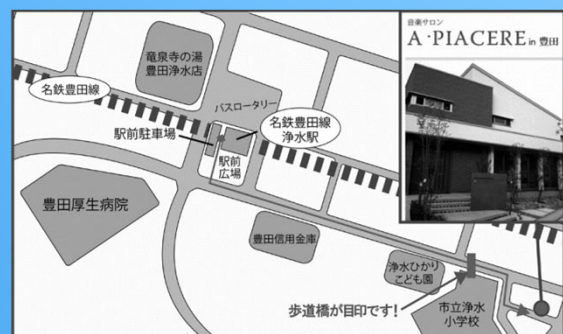 音楽サロン
A・PIACERE in 豊田
竜泉寺の湯
豊田浄水店
名鉄豊田線
バスロータリー
名鉄豊田線
浄水駅
駅前駐車場
駅前
広場
豊田厚生病院
豊田信用金庫
浄水ひかり
こども園
歩道橋が目印です!
市立浄水
小学校